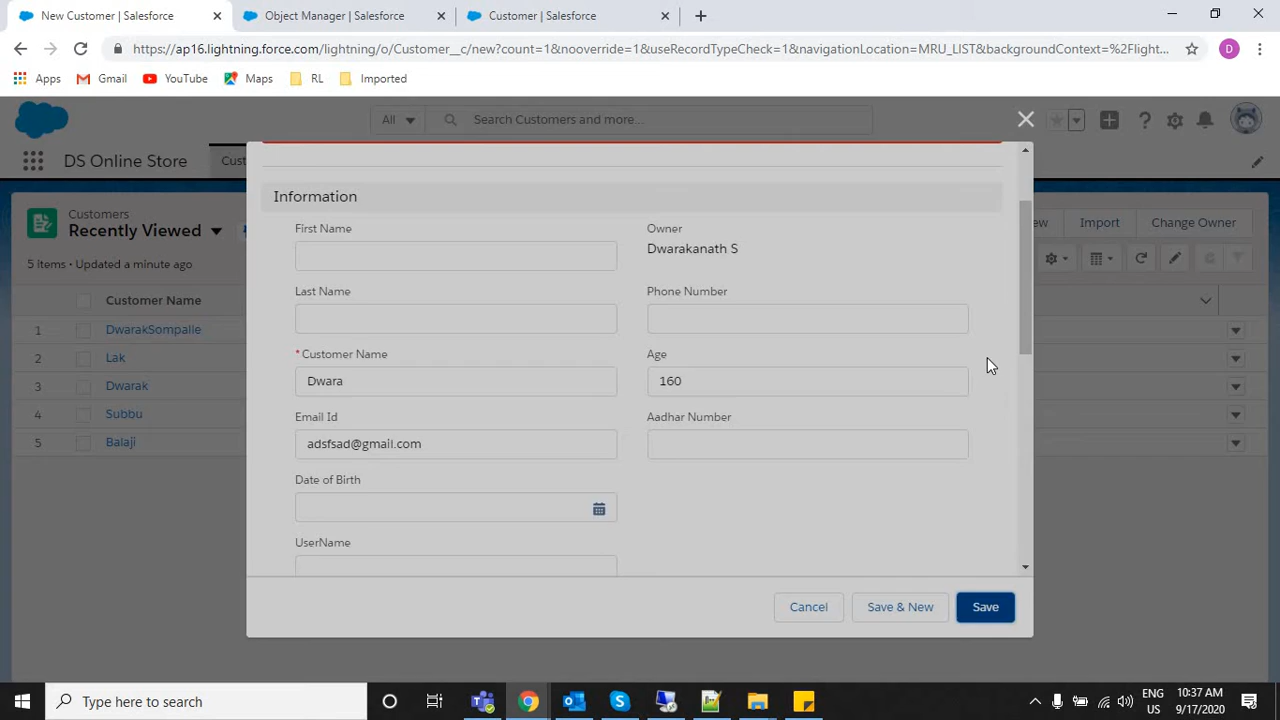 New Customer | Salesforce
Object Manager | Salesforce
Customer | Salesforce
https://ap16.lightning.force.com/lightning/o/Customer__c/new?count=1&nooverride=1&useRecordTypeCheck=1&navigationLocation=MRU_LIST&backgroundContext=%2Flight...
D
Apps
Gmail
YouTube
Maps
RL
Imported
All
Search Customers and more...
DS Online Store
Cust
Customers
Recently Viewed
5 items • Updated a minute ago
Import
Change Owner
Customer Name
1 DwarakSompalle
2 Lak
3 Dwarak
4 Subbu
5 Balaji
Information
First Name
Owner
Dwarakanath S
Last Name
Phone Number
* Customer Name
Dwara
Age
160
Email Id
adsfsad@gmail.com
Aadhar Number
Date of Birth
UserName
Cancel
Save & New
Save
Type here to search
ENG
US
10:37 AM
9/17/2020